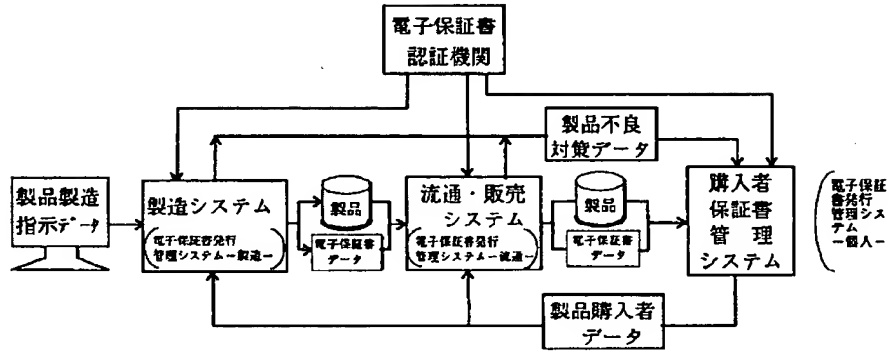 電子保証書
認証機関
製品不良
対策データ
製品製造
指示データ
製造システム
電子保証書発行
管理システムー製造ー
製品
電子保証書
データ
流通・販売
システム
電子保証書発行
管理システムー流通ー
製品
電子保証書
データ
購入者
保証書
管理
システム
電子保証
書発行
管理シス
テム
ー個人ー
製品購入者
データ